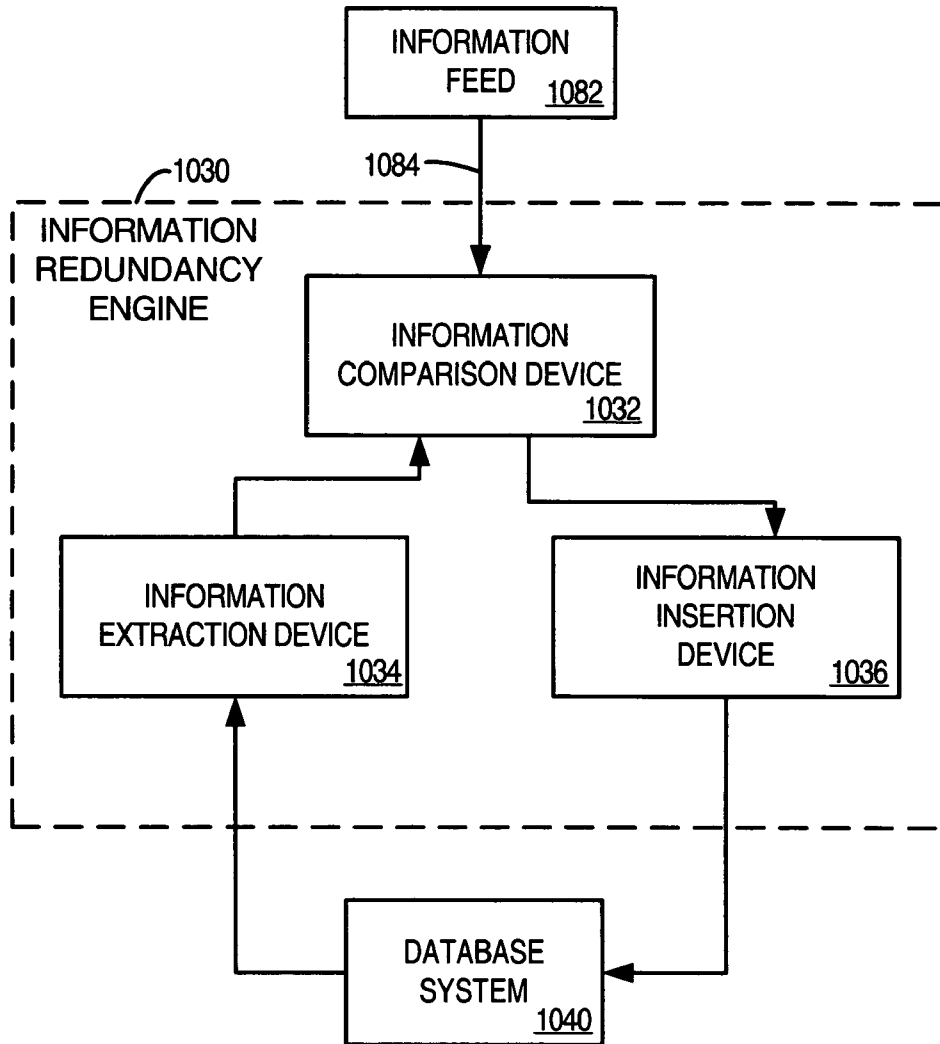 INFORMATION
FEED
1082
1084
1030
INFORMATION
REDUNDANCY
ENGINE
INFORMATION
COMPARISON DEVICE
1032
INFORMATION
EXTRACTION DEVICE
1034
INFORMATION
INSERTION
DEVICE
1036
DATABASE
SYSTEM
1040